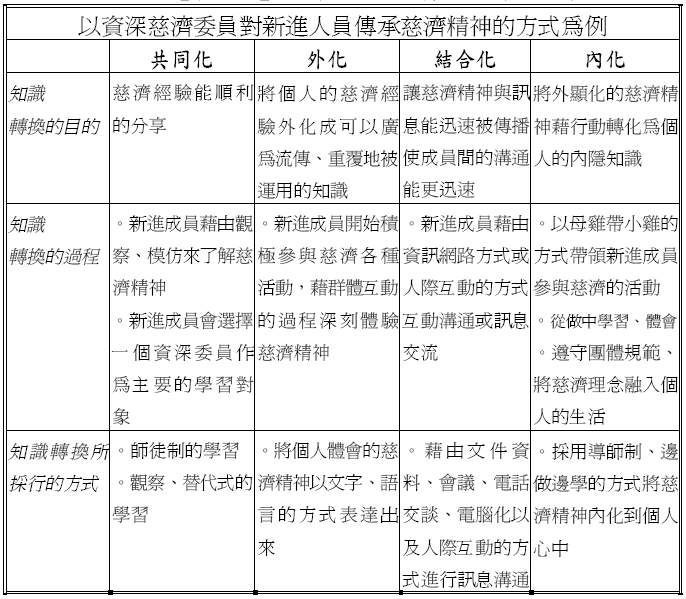 以資深慈濟委員對新進人員傳承慈濟精神的方式為例
共同化
外化
結合化
內化
知識
轉換的目的
慈濟經驗能順利
的分享
將個人的慈濟經
驗外化成可以廣
為流傳、重覆地被
運用的知識
讓慈濟精神與訊
息能迅速被傳播
使成員間的溝通
能更迅速
將外顯化的慈濟精
神藉行動轉化為個
人的內隱知識
知識
轉換的過程
。新進成員藉由觀
察、模仿來了解慈
濟精神
。新進成員會選擇
一個資深委員作
為主要的學習對
象
。新進成員開始積
極參與慈濟各種
活動，藉群體互動
的過程深刻體驗
慈濟精神
。新進成員藉由
資訊網路方式或
人際互動的方式
互動溝通或訊息
交流
。以母雞帶小雞的
方式帶領新進成員
參與慈濟的活動
。從做中學習、體會
。遵守團體規範、
將慈濟理念融入個
人的生活
知識轉換所
採行的方式
。師徒制的學習
。觀察、替代式的
學習
。將個人體會的慈
濟精神以文字、語
言的方式表達出
來
。藉由文件資
料、會議、電話
交談、電腦化以
及人際互動的方
式進行訊息溝通
。採用導師制、邊
做邊學的方式將慈
濟精神內化到個人
心中